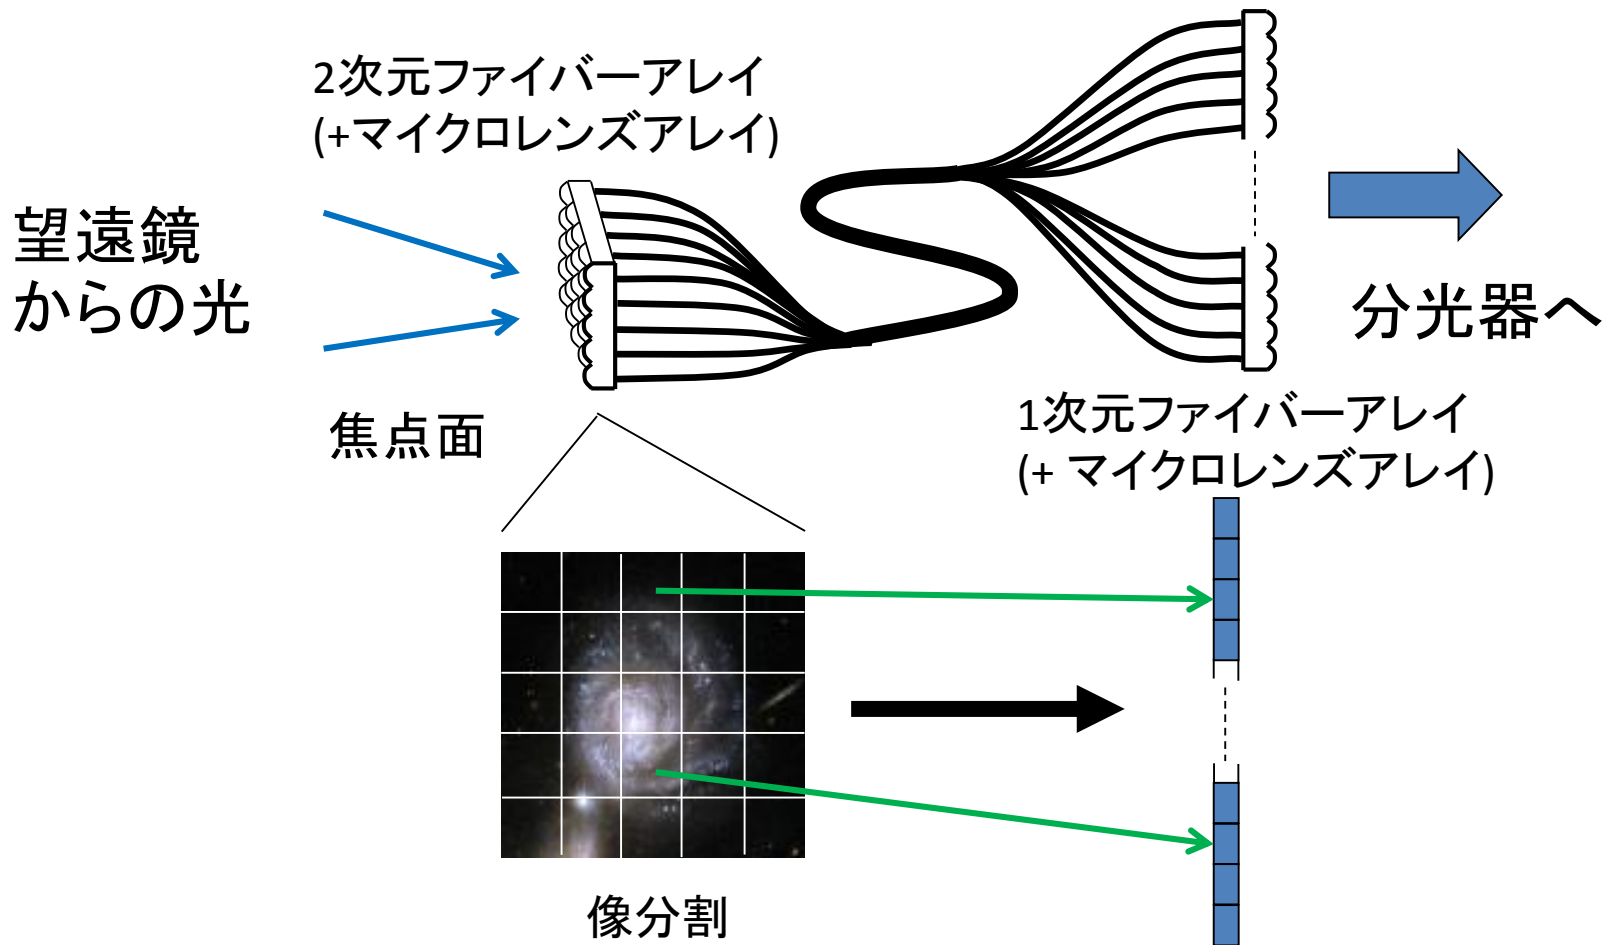 2次元ファイバーアレイ
(+マイクロレンズアレイ)
望遠鏡
からの光
分光器へ
焦点面
1次元ファイバーアレイ
(+ マイクロレンズアレイ)
像分割